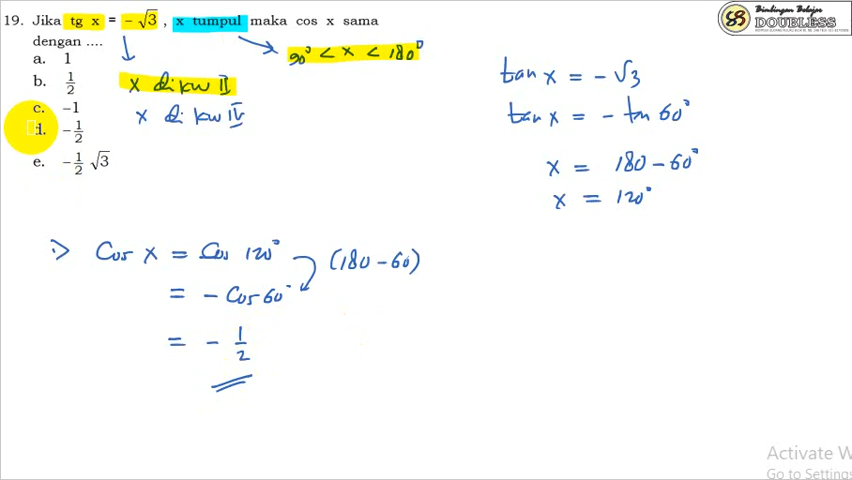 19. Jika tg x = −√3 , x tumpul maka cos x sama
dengan ....
a. 1
b. 1/2
c. −1
d. −1/2
e. −1/2 √3
90° < x < 180°
x di kw II
x di kw IV
tan x = − √3
tan x = − tan 60°
x = 180 − 60°
x = 120°
Cos x = Cos 120°
(180 − 60)
= − Cos 60°
= − 1/2
Bimbingan Belajar
DOUBLESS
Activate W
Go to Settings